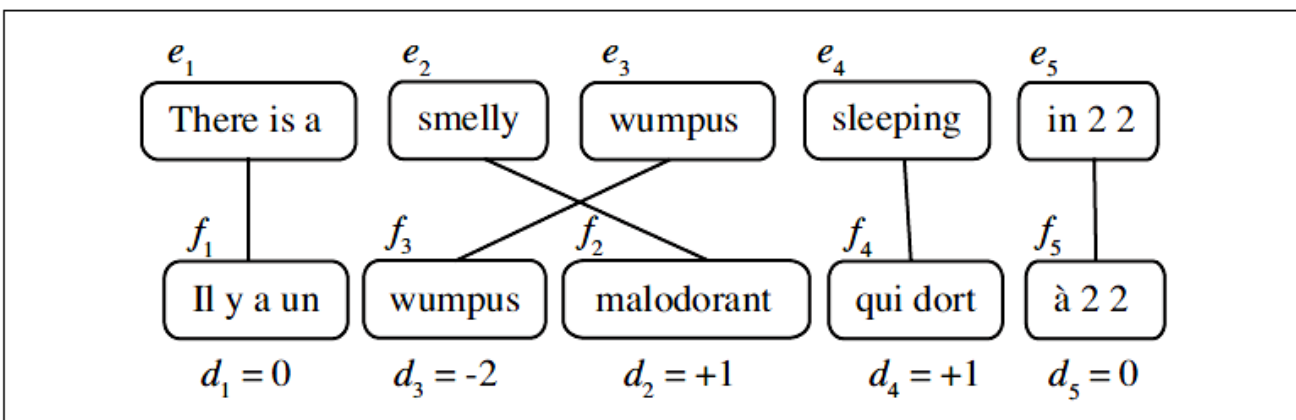 e₁ e₂ e₃ e₄ e₅
There is a smelly wumpus sleeping in 2 2
f₁ f₃ f₂ f₄ f₅
Il y a un wumpus malodorant qui dort à 2 2
d₁ = 0 d₃ = -2 d₂ = +1 d₄ = +1 d₅ = 0